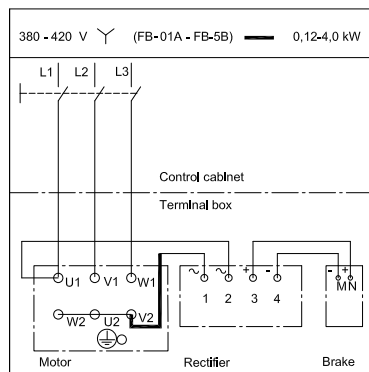 380 - 420 V (FB-01A - FB-5B) 0,12-4,0 kW
L1 L2 L3
Control cabinet
Terminal box
~ ~ + - - +
U1 V1 W1 1 2 3 4 M N
W2 U2 V2
Motor Rectifier Brake